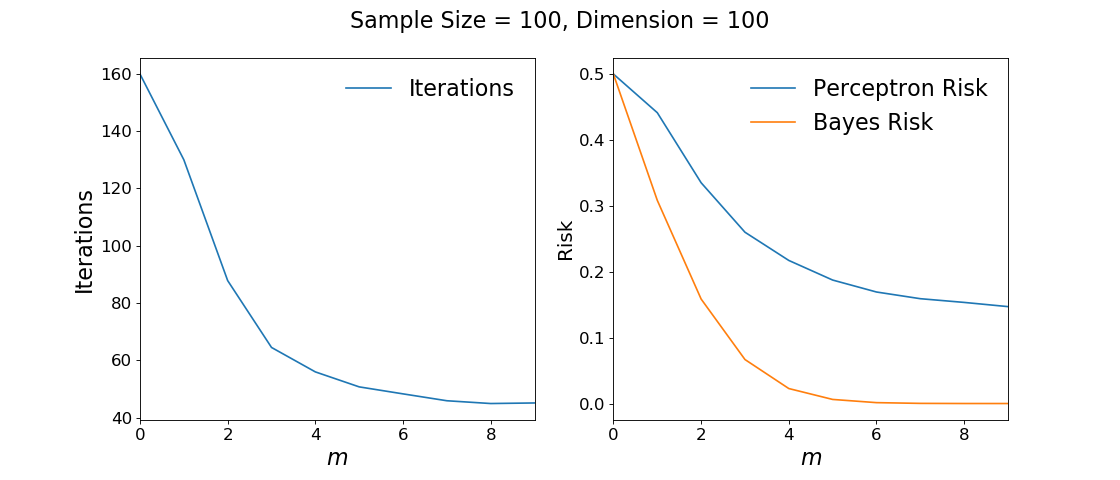 Sample Size = 100, Dimension = 100
Iterations
160
140
120
100
80
60
40
0 2 4 6 8
m
Iterations
Perceptron Risk
Bayes Risk
Risk
0.5
0.4
0.3
0.2
0.1
0.0
0 2 4 6 8
m